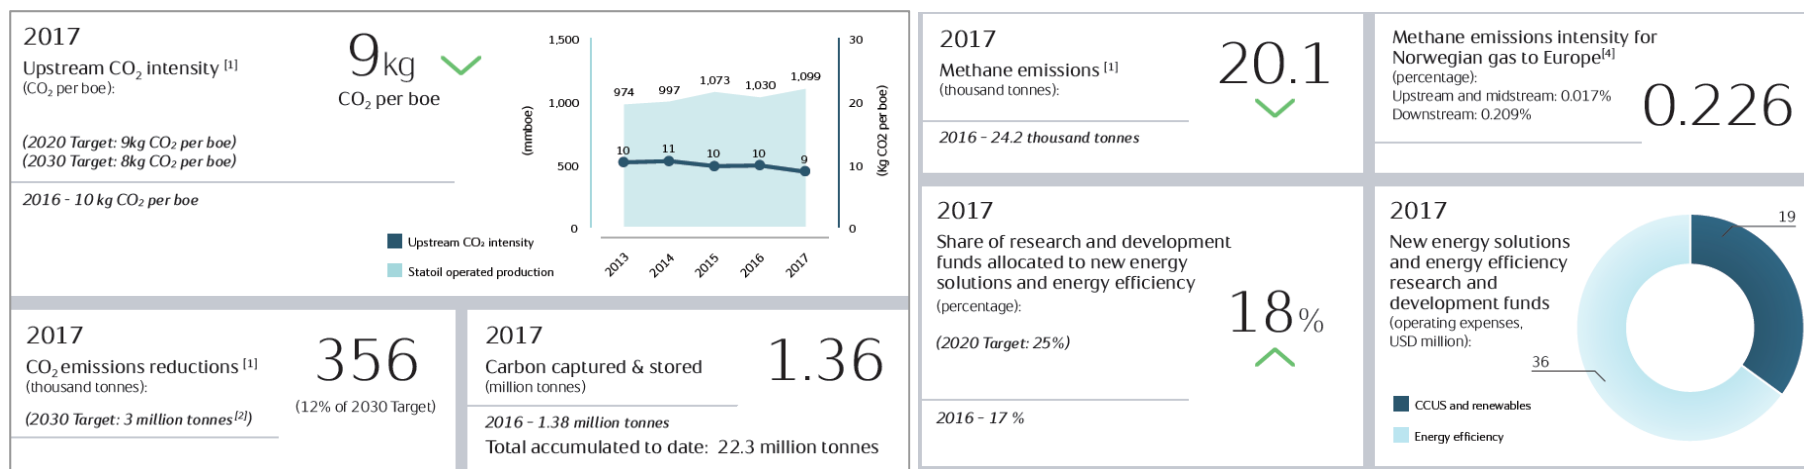 2017
Upstream CO₂ intensity [1]
(CO₂ per boe):
9kg
CO₂ per boe
(2020 Target: 9kg CO₂ per boe)
(2030 Target: 8kg CO₂ per boe)
2016 - 10 kg CO₂ per boe
1,500
1,000
500
0
(mmboe)
974
997
1,073
1,030
1,099
10
11
10
10
9
30
20
10
0
(Kg CO2 per boe)
2013
2014
2015
2016
2017
Upstream CO₂ intensity
Statoil operated production
2017
CO₂ emissions reductions [1]
(thousand tonnes):
(2030 Target: 3 million tonnes[2])
356
(12% of 2030 Target)
2017
Carbon captured & stored
(million tonnes)
1.36
2016 - 1.38 million tonnes
Total accumulated to date: 22.3 million tonnes
2017
Methane emissions [1]
(thousand tonnes):
20.1
2016 - 24.2 thousand tonnes
Methane emissions intensity for
Norwegian gas to Europe[4]
(percentage):
Upstream and midstream: 0.017%
Downstream: 0.209%
0.226
2017
Share of research and development
funds allocated to new energy
solutions and energy efficiency
(percentage):
(2020 Target: 25%)
18%
2016 - 17 %
2017
New energy solutions
and energy efficiency
research and
development funds
(operating expenses,
USD million):
19
36
CCUS and renewables
Energy efficiency